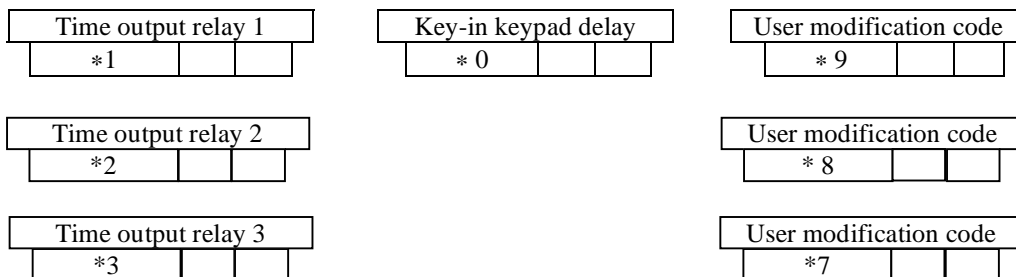 Time output relay 1 Key-in keypad delay User modification code
*1 * 0 * 9
Time output relay 2 User modification code
*2 * 8
Time output relay 3 User modification code
*3 *7